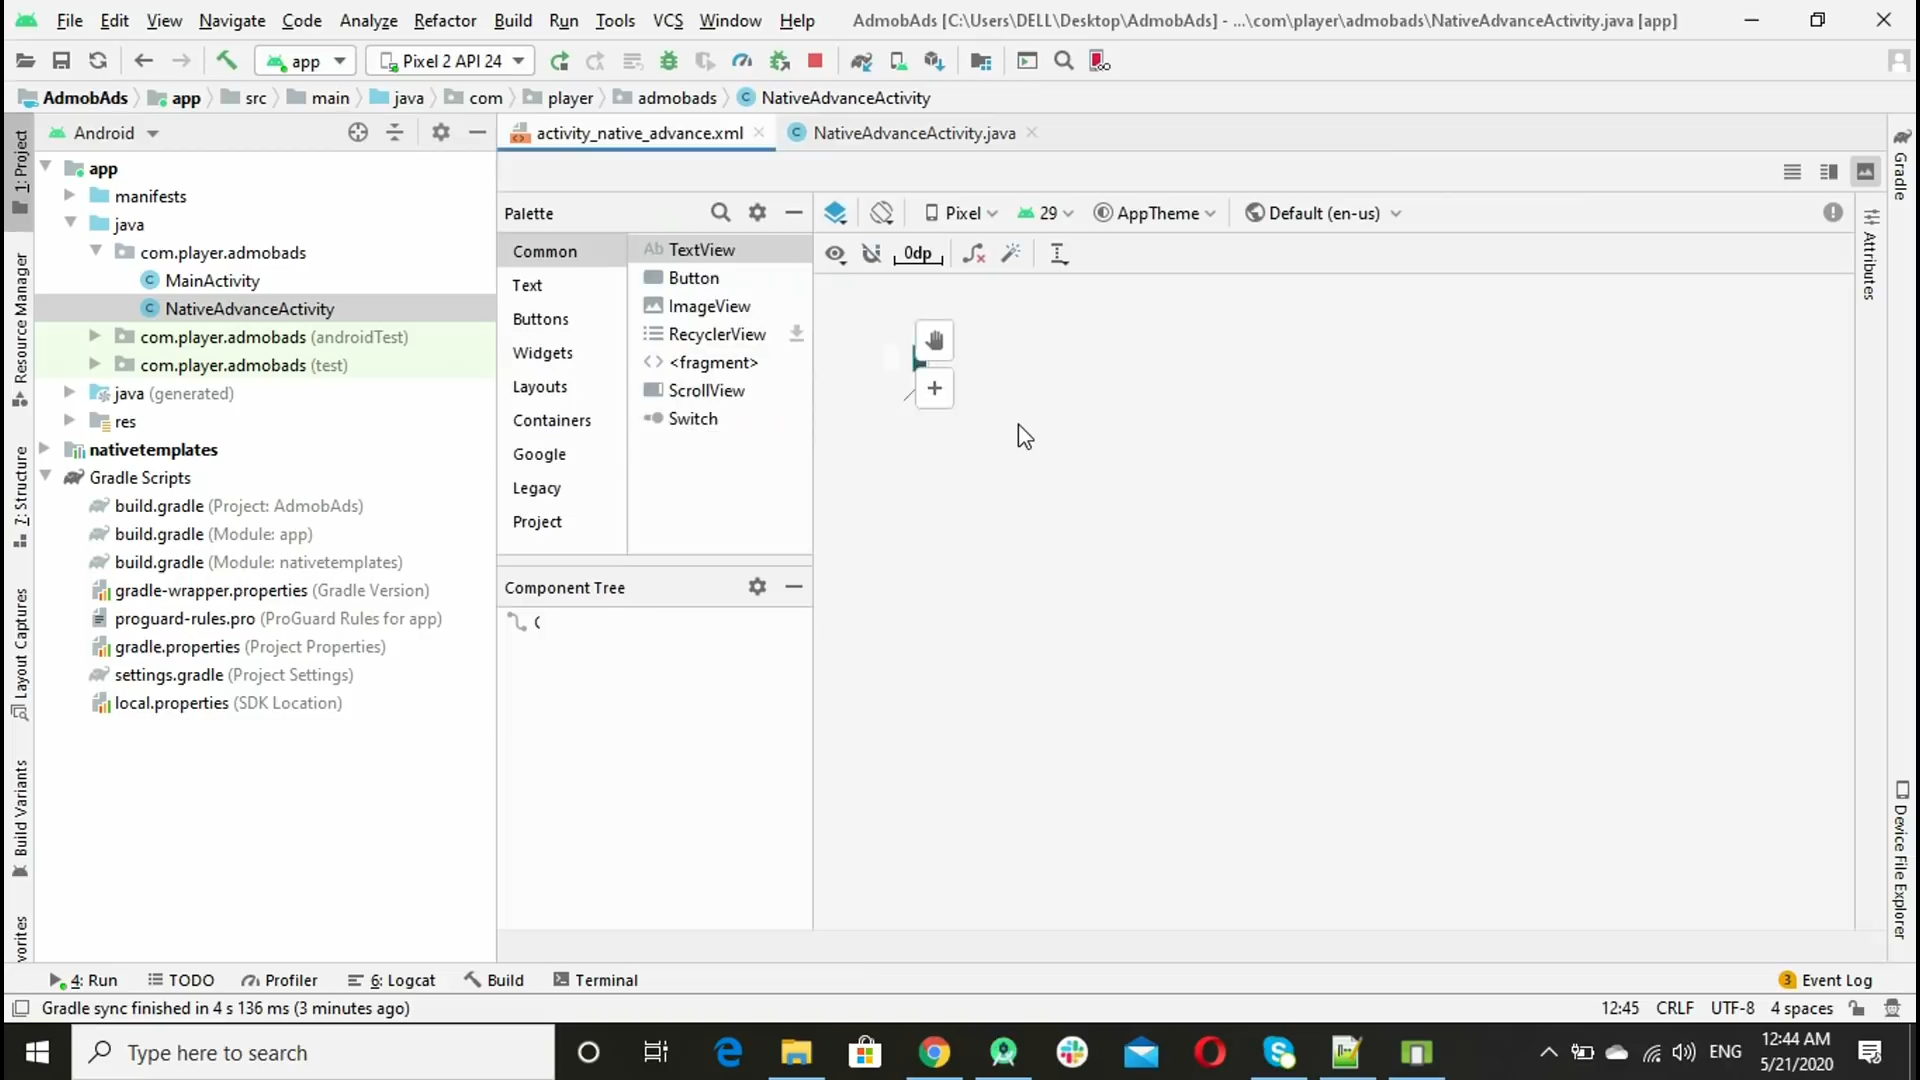 File Edit View Navigate Code Analyze Refactor Build Run Tools VCS Window Help AdmobAds [C:\Users\DELL\Desktop\AdmobAds] - ...\com\player\admobads\NativeAdvanceActivity.java [app]
app Pixel 2 API 24
AdmobAds app src main java com player admobads NativeAdvanceActivity
Android
activity_native_advance.xml NativeAdvanceActivity.java
1: Project
Resource Manager
7: Structure
Layout Captures
Build Variants
vorites
app
manifests
java
com.player.admobads
MainActivity
NativeAdvanceActivity
com.player.admobads (androidTest)
com.player.admobads (test)
java (generated)
res
nativetemplates
Gradle Scripts
build.gradle (Project: AdmobAds)
build.gradle (Module: app)
build.gradle (Module: nativetemplates)
gradle-wrapper.properties (Gradle Version)
proguard-rules.pro (ProGuard Rules for app)
gradle.properties (Project Properties)
settings.gradle (Project Settings)
local.properties (SDK Location)
Palette
Common
Text
Buttons
Widgets
Layouts
Containers
Google
Legacy
Project
Ab TextView
Button
ImageView
RecyclerView
<fragment>
ScrollView
Switch
Component Tree
Pixel 29 AppTheme Default (en-us)
0dp
Gradle
Attributes
Device File Explorer
4: Run TODO Profiler 6: Logcat Build Terminal 3 Event Log
Gradle sync finished in 4 s 136 ms (3 minutes ago) 12:45 CRLF UTF-8 4 spaces
Type here to search
ENG
12:44 AM
5/21/2020